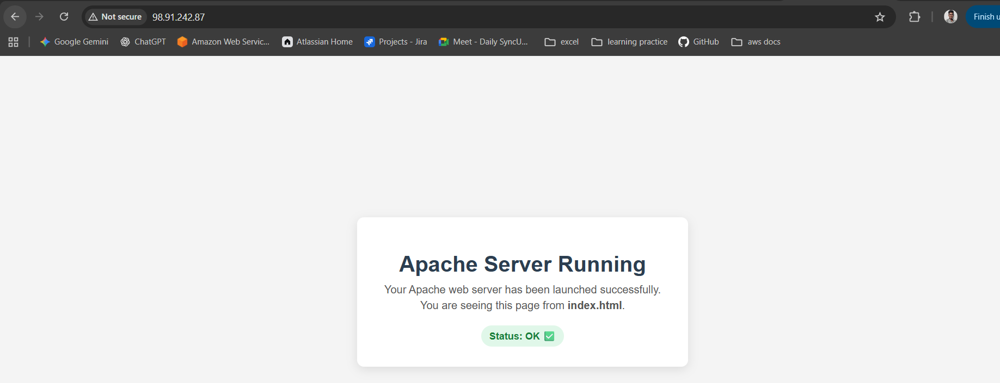 Not secure 98.91.242.87
Finish u
Google Gemini ChatGPT Amazon Web Servic... Atlassian Home Projects - Jira Meet - Daily SyncU... excel learning practice GitHub aws docs
Apache Server Running
Your Apache web server has been launched successfully.
You are seeing this page from index.html.
Status: OK ✅